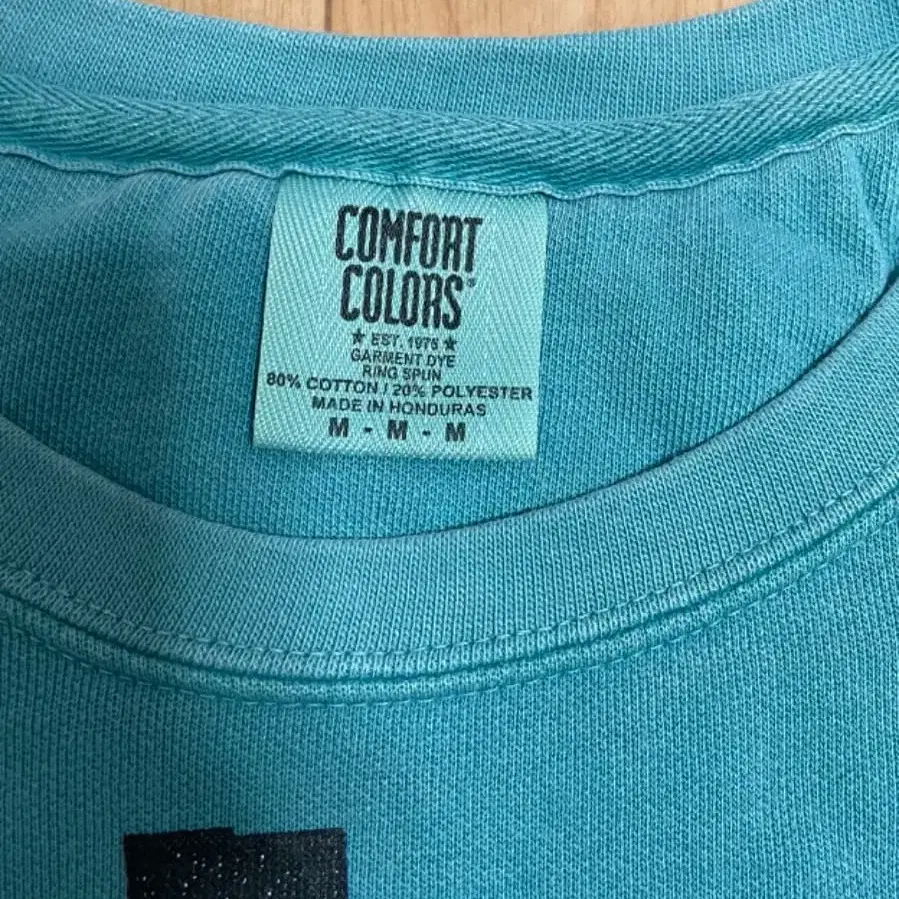 COMFORT
COLORS®
★ EST. 1975 ★
GARMENT DYE
RING SPUN
80% COTTON / 20% POLYESTER
MADE IN HONDURAS
M - M - M